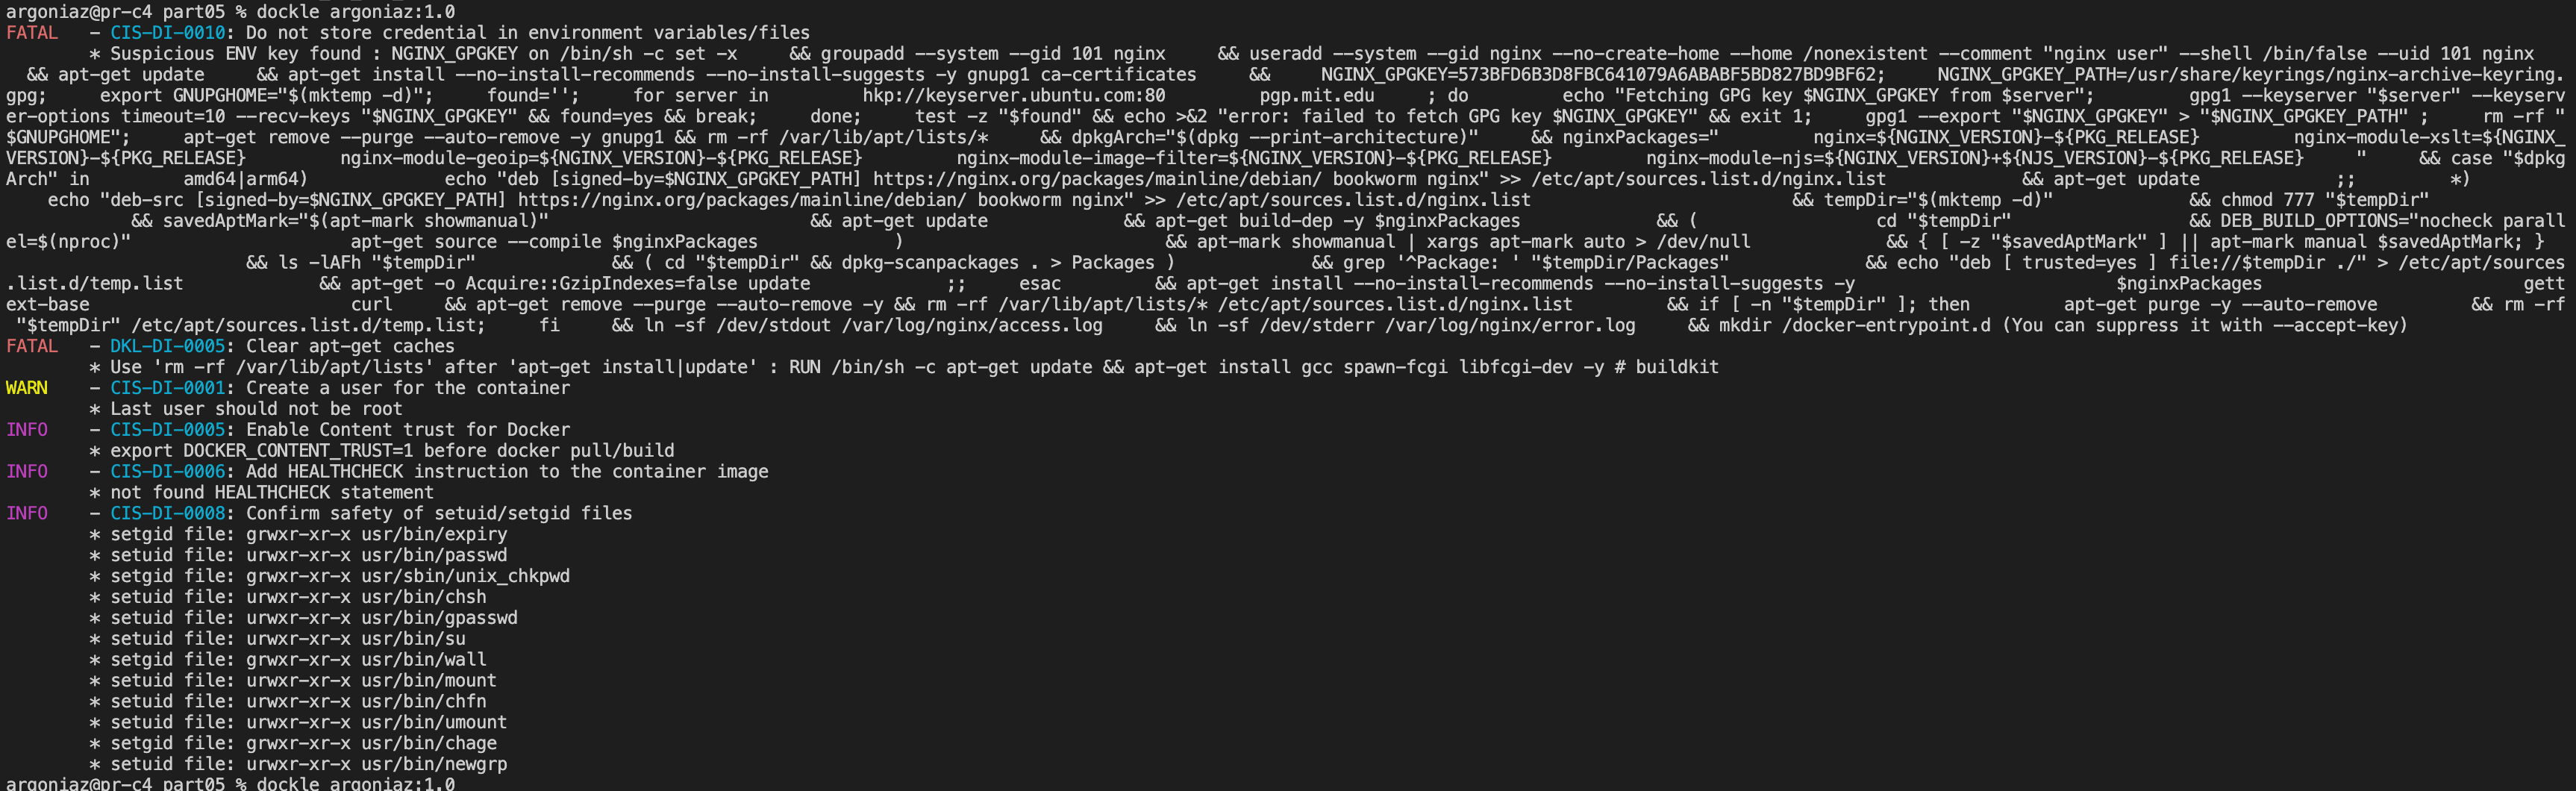 argoniaz@pr-c4 part05 % dockle argoniaz:1.0
FATAL - CIS-DI-0010: Do not store credential in environment variables/files
* Suspicious ENV key found : NGINX_GPGKEY on /bin/sh -c set -x && groupadd --system --gid 101 nginx && useradd --system --gid nginx --no-create-home --home /nonexistent --comment "nginx user" --shell /bin/false --uid 101 nginx
&& apt-get update && apt-get install --no-install-recommends --no-install-suggests -y gnupg1 ca-certificates && NGINX_GPGKEY=573BFD6B3D8FBC641079A6ABABF5BD827BD9BF62; NGINX_GPGKEY_PATH=/usr/share/keyrings/nginx-archive-keyring.
gpg; export GNUPGHOME="$(mktemp -d)"; found=''; for server in hkp://keyserver.ubuntu.com:80 pgp.mit.edu ; do echo "Fetching GPG key $NGINX_GPGKEY from $server"; gpg1 --keyserver "$server" --keyserv
er-options timeout=10 --recv-keys "$NGINX_GPGKEY" && found=yes && break; done; test -z "$found" && echo >&2 "error: failed to fetch GPG key $NGINX_GPGKEY" && exit 1; gpg1 --export "$NGINX_GPGKEY" > "$NGINX_GPGKEY_PATH" ; rm -rf "
$GNUPGHOME"; apt-get remove --purge --auto-remove -y gnupg1 && rm -rf /var/lib/apt/lists/* && dpkgArch="$(dpkg --print-architecture)" && nginxPackages=" nginx=${NGINX_VERSION}-${PKG_RELEASE} nginx-module-xslt=${NGINX_
VERSION}-${PKG_RELEASE} nginx-module-geoip=${NGINX_VERSION}-${PKG_RELEASE} nginx-module-image-filter=${NGINX_VERSION}-${PKG_RELEASE} nginx-module-njs=${NGINX_VERSION}+${NJS_VERSION}-${PKG_RELEASE} " && case "$dpkg
Arch" in amd64|arm64) echo "deb [signed-by=$NGINX_GPGKEY_PATH] https://nginx.org/packages/mainline/debian/ bookworm nginx" >> /etc/apt/sources.list.d/nginx.list && apt-get update ;; *)
echo "deb-src [signed-by=$NGINX_GPGKEY_PATH] https://nginx.org/packages/mainline/debian/ bookworm nginx" >> /etc/apt/sources.list.d/nginx.list && tempDir="$(mktemp -d)" && chmod 777 "$tempDir"
&& savedAptMark="$(apt-mark showmanual)" && apt-get update && apt-get build-dep -y $nginxPackages && ( cd "$tempDir" && DEB_BUILD_OPTIONS="nocheck parall
el=$(nproc)" apt-get source --compile $nginxPackages ) && apt-mark showmanual | xargs apt-mark auto > /dev/null && { [ -z "$savedAptMark" ] || apt-mark manual $savedAptMark; }
&& ls -lAFh "$tempDir" && ( cd "$tempDir" && dpkg-scanpackages . > Packages ) && grep '^Package: ' "$tempDir/Packages" && echo "deb [ trusted=yes ] file://$tempDir ./" > /etc/apt/sources
.list.d/temp.list && apt-get -o Acquire::GzipIndexes=false update ;; esac && apt-get install --no-install-recommends --no-install-suggests -y $nginxPackages gett
ext-base curl && apt-get remove --purge --auto-remove -y && rm -rf /var/lib/apt/lists/* /etc/apt/sources.list.d/nginx.list && if [ -n "$tempDir" ]; then apt-get purge -y --auto-remove && rm -rf
"$tempDir" /etc/apt/sources.list.d/temp.list; fi && ln -sf /dev/stdout /var/log/nginx/access.log && ln -sf /dev/stderr /var/log/nginx/error.log && mkdir /docker-entrypoint.d (You can suppress it with --accept-key)
FATAL - DKL-DI-0005: Clear apt-get caches
* Use 'rm -rf /var/lib/apt/lists' after 'apt-get install|update' : RUN /bin/sh -c apt-get update && apt-get install gcc spawn-fcgi libfcgi-dev -y # buildkit
WARN - CIS-DI-0001: Create a user for the container
* Last user should not be root
INFO - CIS-DI-0005: Enable Content trust for Docker
* export DOCKER_CONTENT_TRUST=1 before docker pull/build
INFO - CIS-DI-0006: Add HEALTHCHECK instruction to the container image
* not found HEALTHCHECK statement
INFO - CIS-DI-0008: Confirm safety of setuid/setgid files
* setgid file: grwxr-xr-x usr/bin/expiry
* setuid file: urwxr-xr-x usr/bin/passwd
* setgid file: grwxr-xr-x usr/sbin/unix_chkpwd
* setuid file: urwxr-xr-x usr/bin/chsh
* setuid file: urwxr-xr-x usr/bin/gpasswd
* setuid file: urwxr-xr-x usr/bin/su
* setgid file: grwxr-xr-x usr/bin/wall
* setuid file: urwxr-xr-x usr/bin/mount
* setuid file: urwxr-xr-x usr/bin/chfn
* setuid file: urwxr-xr-x usr/bin/umount
* setgid file: grwxr-xr-x usr/bin/chage
* setuid file: urwxr-xr-x usr/bin/newgrp
argoniaz@pr-c4 part05 % dockle argoniaz:1.0